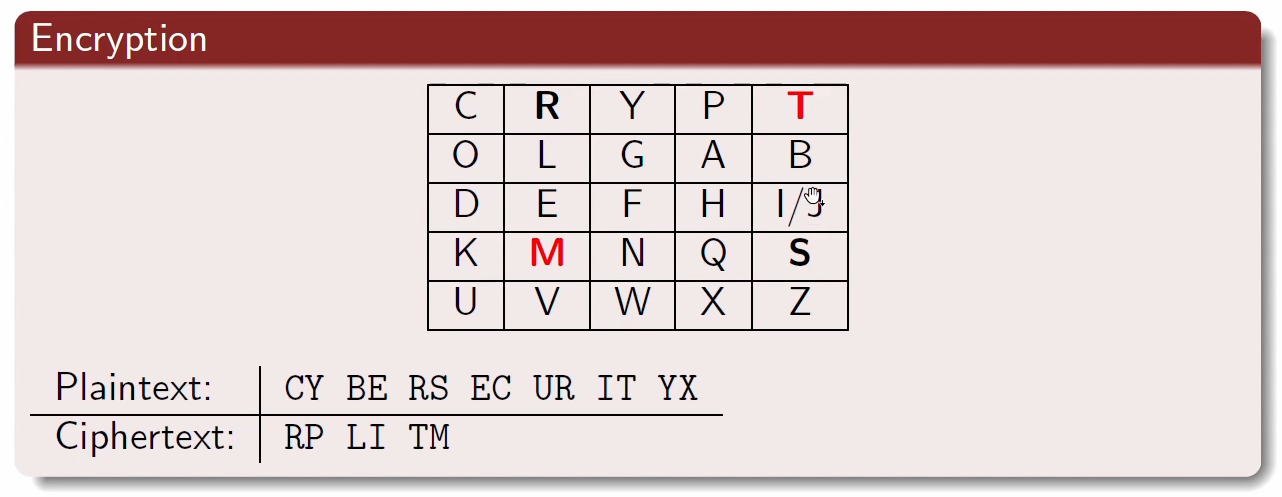 Encryption
C R Y P T
O L G A B
D E F H I/J
K M N Q S
U V W X Z
Plaintext: CY BE RS EC UR IT YX
Ciphertext: RP LI TM